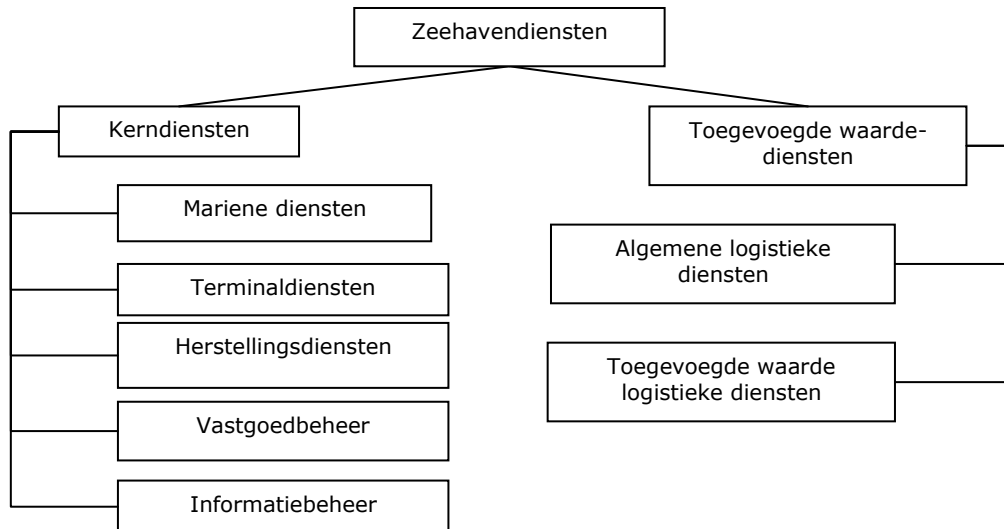 Zeehavendiensten
Kerndiensten
Mariene diensten
Terminaldiensten
Herstellingsdiensten
Vastgoedbeheer
Informatiebeheer
Toegevoegde waarde-
diensten
Algemene logistieke
diensten
Toegevoegde waarde
logistieke diensten